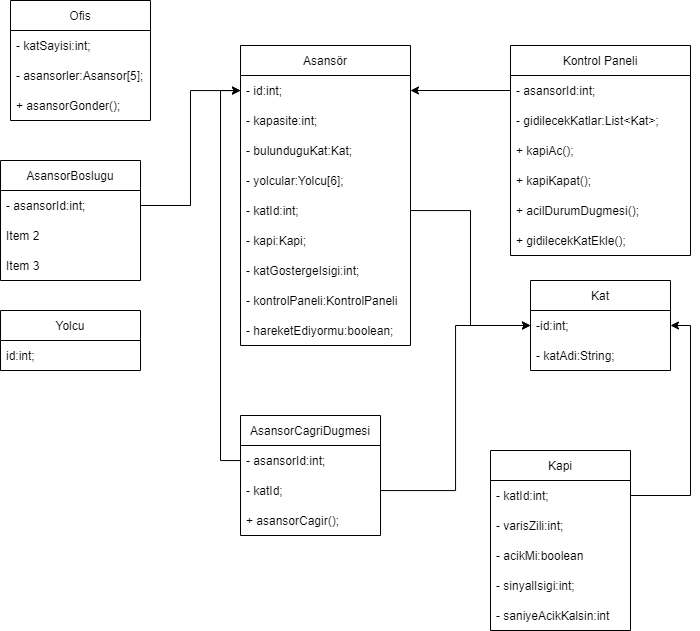 Ofis
- katSayisi:int;
- asansorler:Asansor[5];
+ asansorGonder();
AsansorBoslugu
- asansorId:int;
Item 2
Item 3
Yolcu
id:int;
Asansör
- id:int;
- kapasite:int;
- bulunduguKat:Kat;
- yolcular:Yolcu[6];
- katId:int;
- kapi:Kapi;
- katGostergeIsigi:int;
- kontrolPaneli:KontrolPaneli
- hareketEdiyormu:boolean;
AsansorCagriDugmesi
- asansorId:int;
- katId;
+ asansorCagir();
Kontrol Paneli
- asansorId:int;
- gidilecekKatlar:List<Kat>;
+ kapiAc();
+ kapiKapat();
+ acilDurumDugmesi();
+ gidilecekKatEkle();
Kat
-id:int;
- katAdi:String;
Kapi
- katId:int;
- varisZili:int;
- acikMi:boolean
- sinyalIsigi:int;
- saniyeAcikKalsin:int